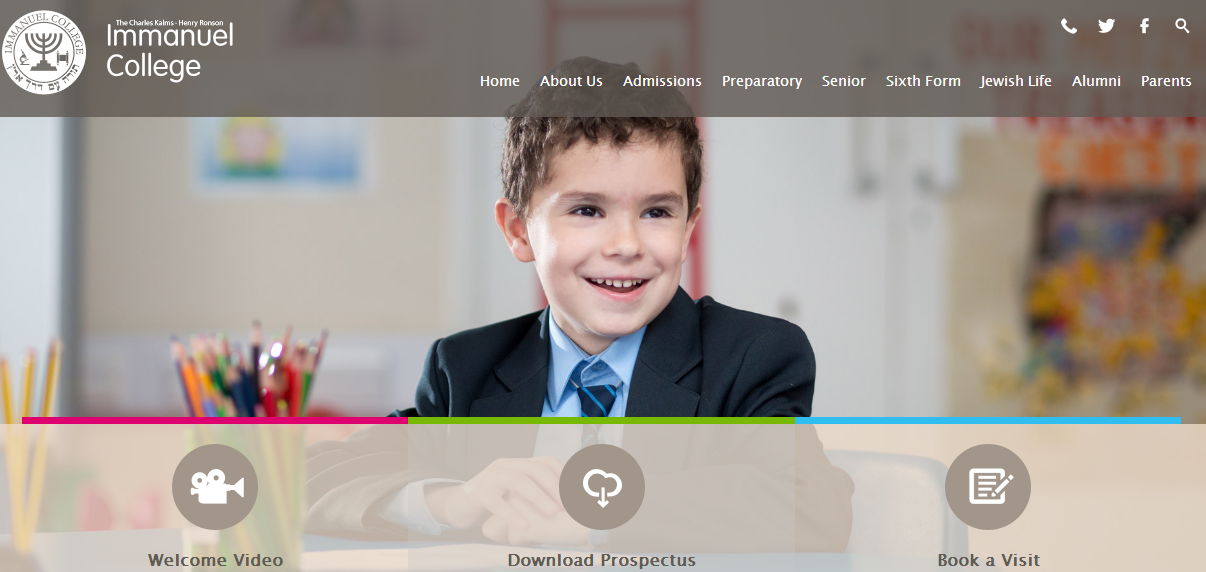 IMMANUEL COLLEGE
תורה עם דרך ארץ
The Charles Kalms - Henry Ronson
Immanuel
College
Home About Us Admissions Preparatory Senior Sixth Form Jewish Life Alumni Parents
Welcome Video Download Prospectus Book a Visit